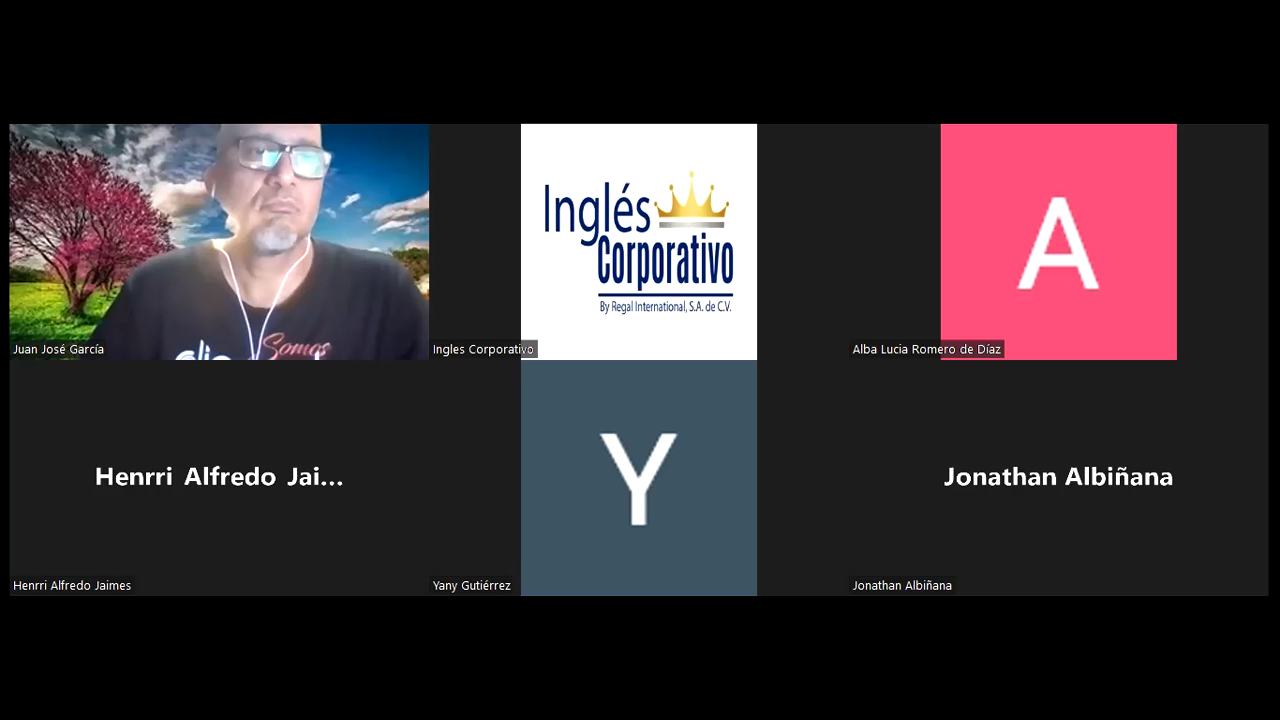 Somos
Juan José García
Inglés
Corporativo
By Regal International, S.A. de C.V.
Ingles Corporativo
A
Alba Lucia Romero de Díaz
Henrri Alfredo Jai...
Henrri Alfredo Jaimes
Y
Yany Gutiérrez
Jonathan Albiñana
Jonathan Albiñana